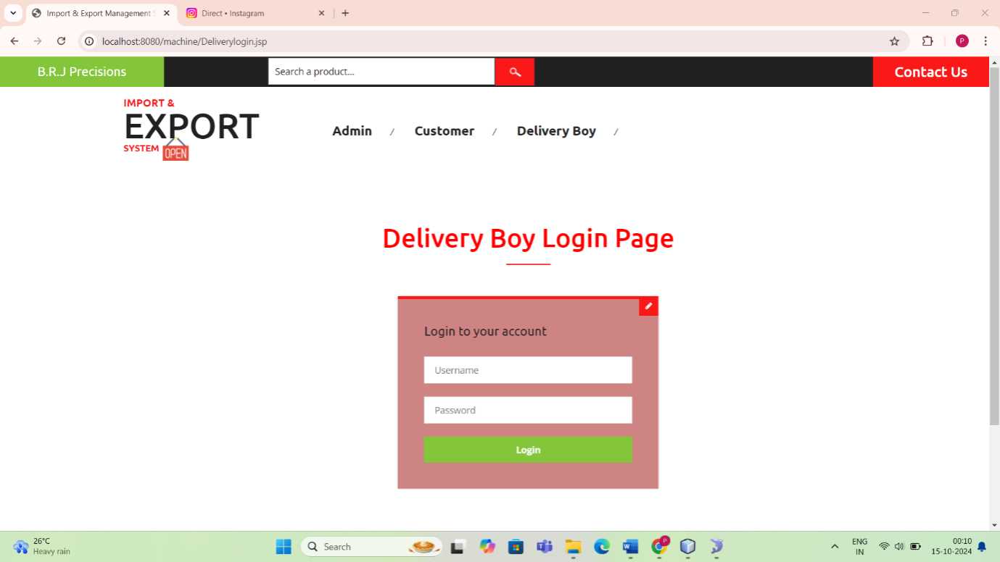 Import & Export Management S
Direct • Instagram
localhost:8080/machine/Deliverylogin.jsp
P
B.R.J Precisions
Search a product...
Contact Us
IMPORT &
EXPORT
SYSTEM
OPEN
Admin / Customer / Delivery Boy /
Delivery Boy Login Page
Login to your account
Username
Password
Login
26°C
Heavy rain
Search
P
ENG
IN
00:10
15-10-2024